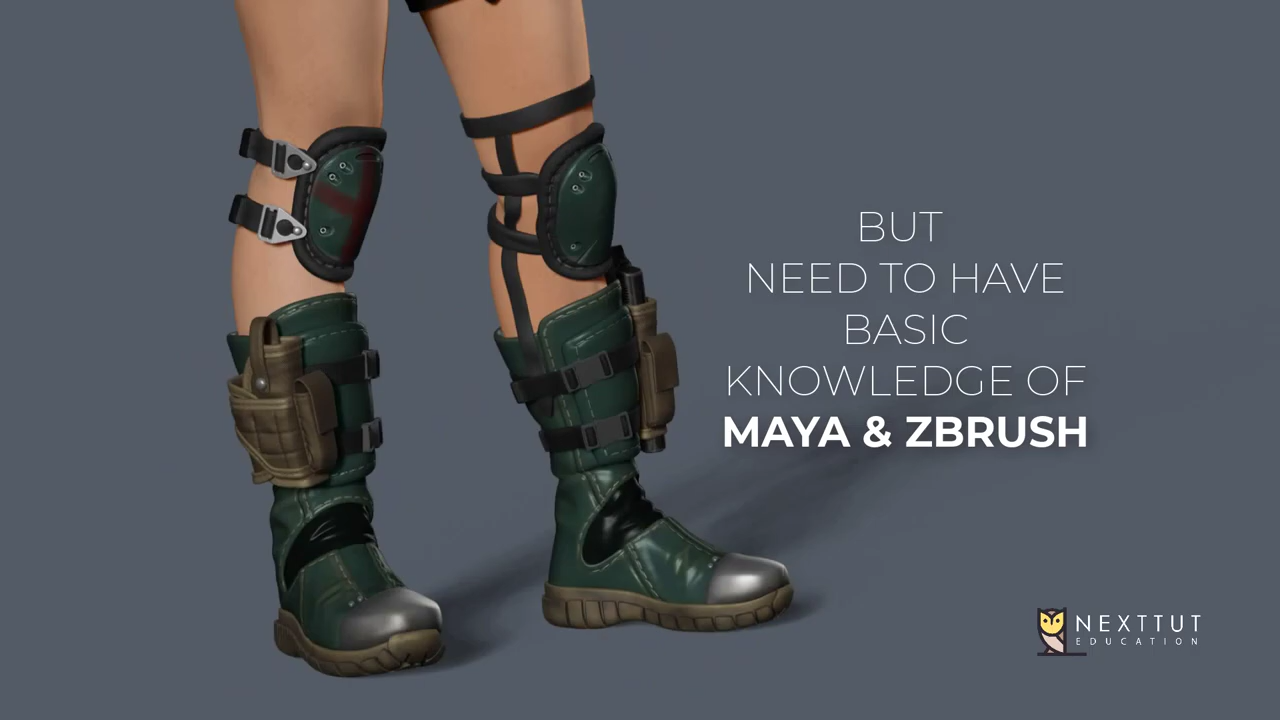 BUT
NEED TO HAVE
BASIC
KNOWLEDGE OF
MAYA & ZBRUSH
NEXTTUT
EDUCATION